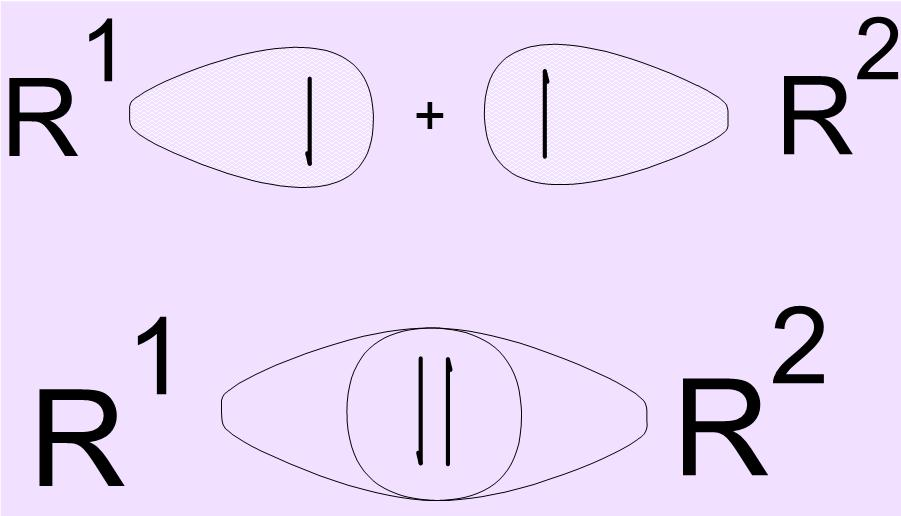 R¹ + R²
R¹ R²